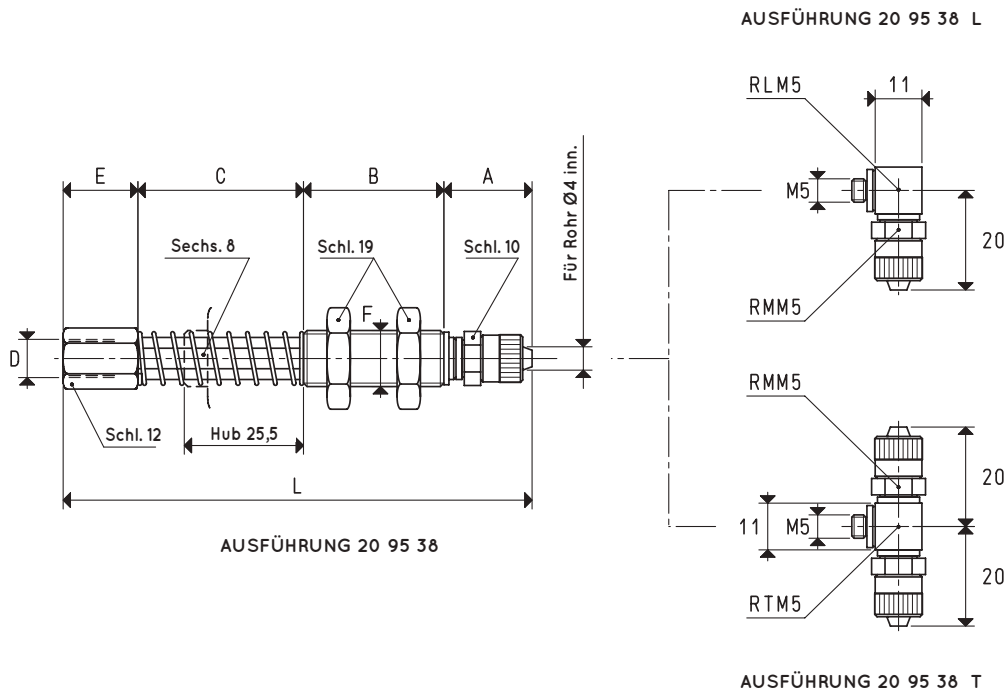 AUSFÜHRUNG 20 95 38 L
RLM5
11
E
C
B
A
Für Rohr Ø4 inn.
M5
20
Sechs. 8
Schl. 19
Schl. 10
F
RMM5
D
RMM5
Schl. 12
Hub 25,5
20
L
11
M5
AUSFÜHRUNG 20 95 38
20
RTM5
AUSFÜHRUNG 20 95 38 T